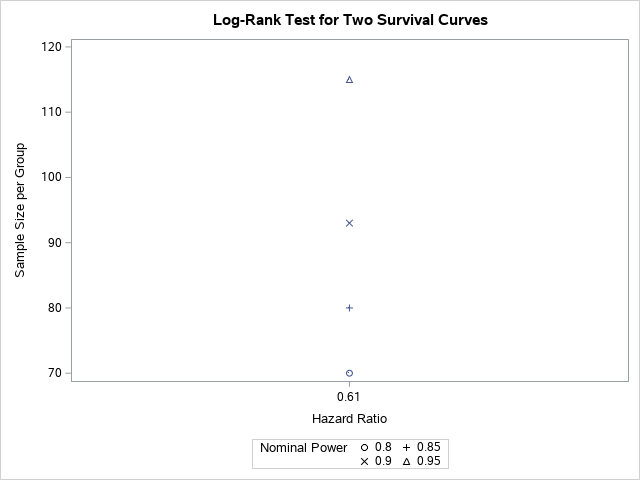 Log-Rank Test for Two Survival Curves
120
110
100
90
80
70
Sample Size per Group
0.61
Hazard Ratio
Nominal Power 0.8 0.85
0.9 0.95